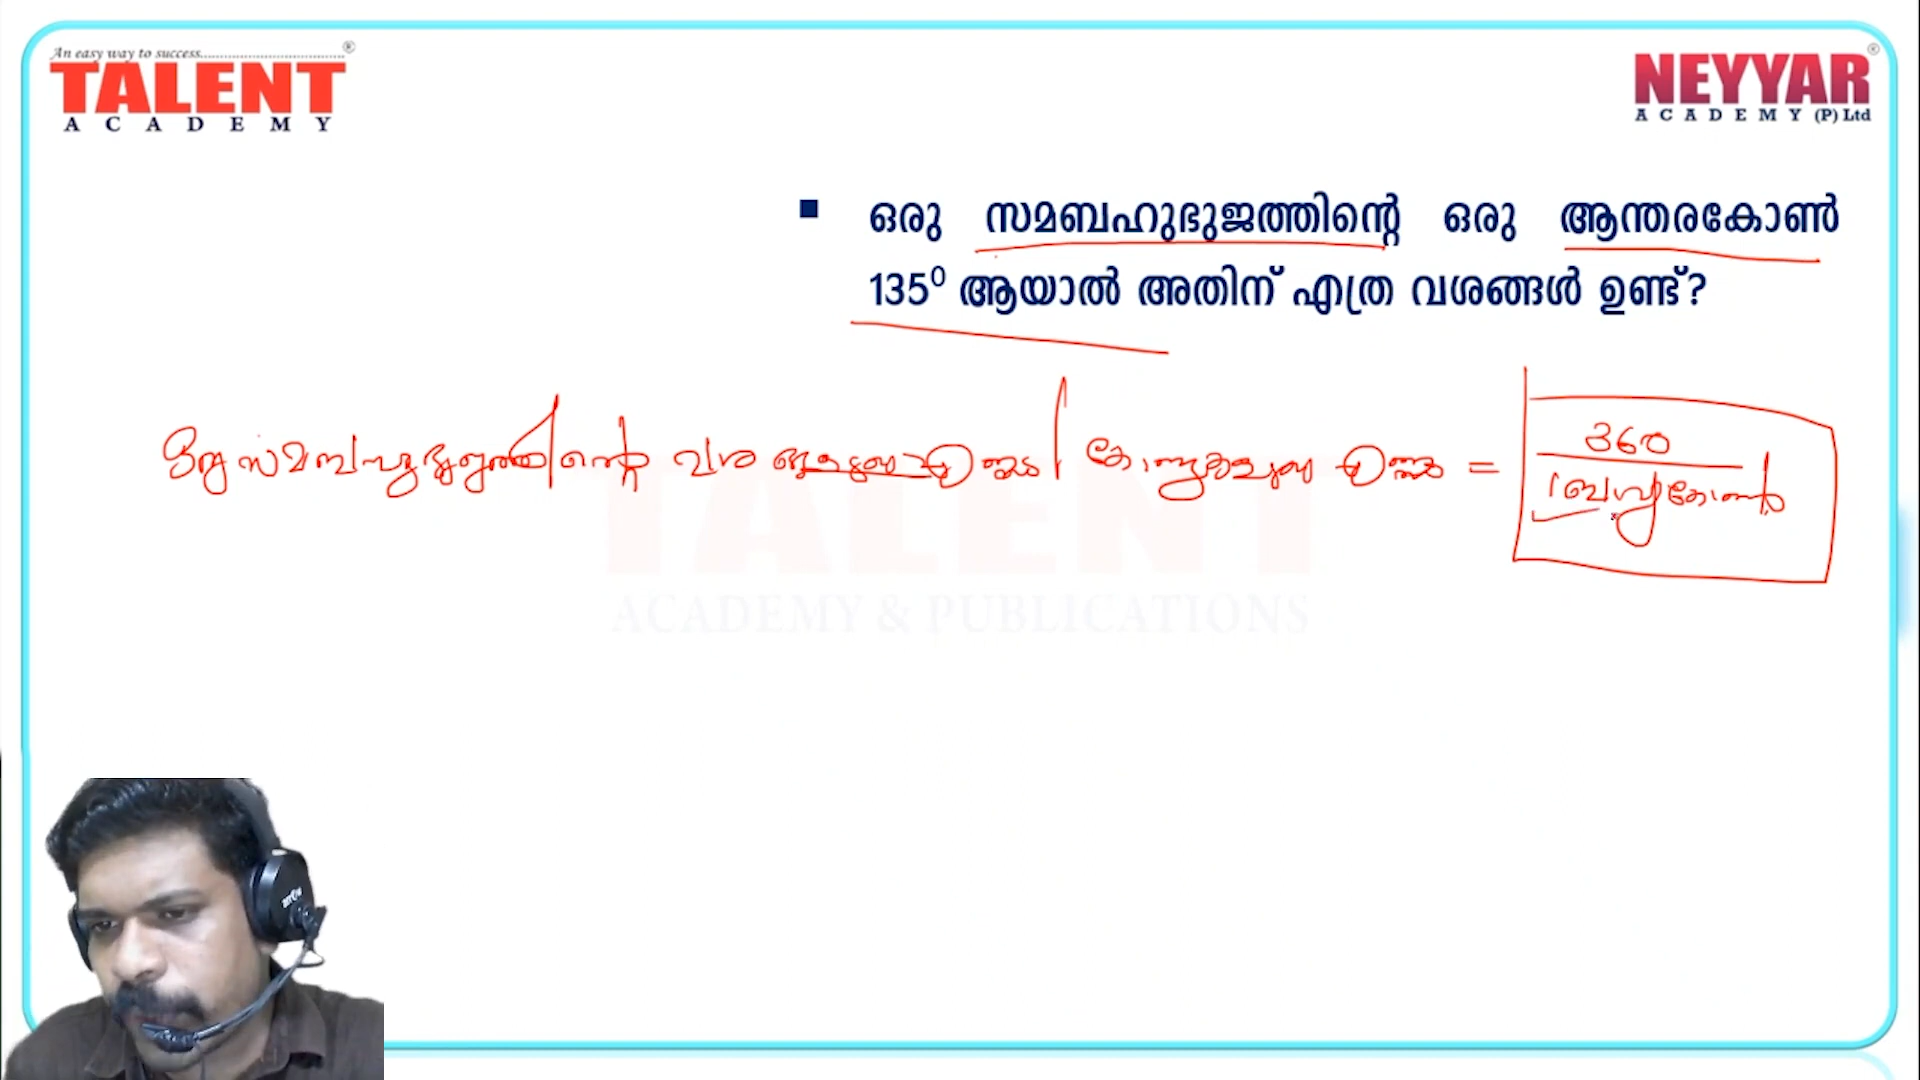 An easy way to success.....................................®
TALENT
ACADEMY
NEYYAR®
ACADEMY (P) Ltd
▪ ഒരു സമബഹുഭുജത്തിന്റെ ഒരു ആന്തരകോൺ
135⁰ ആയാൽ അതിന് എത്ര വശങ്ങൾ ഉണ്ട്?
ഒരു സമബഹുഭുജത്തിന്റെ വശങ്ങളുടെ എണ്ണം / കോണുകളുടെ എണ്ണം =
360
ബാഹ്യകോൺ
TALENT
ACADEMY & PUBLICATIONS